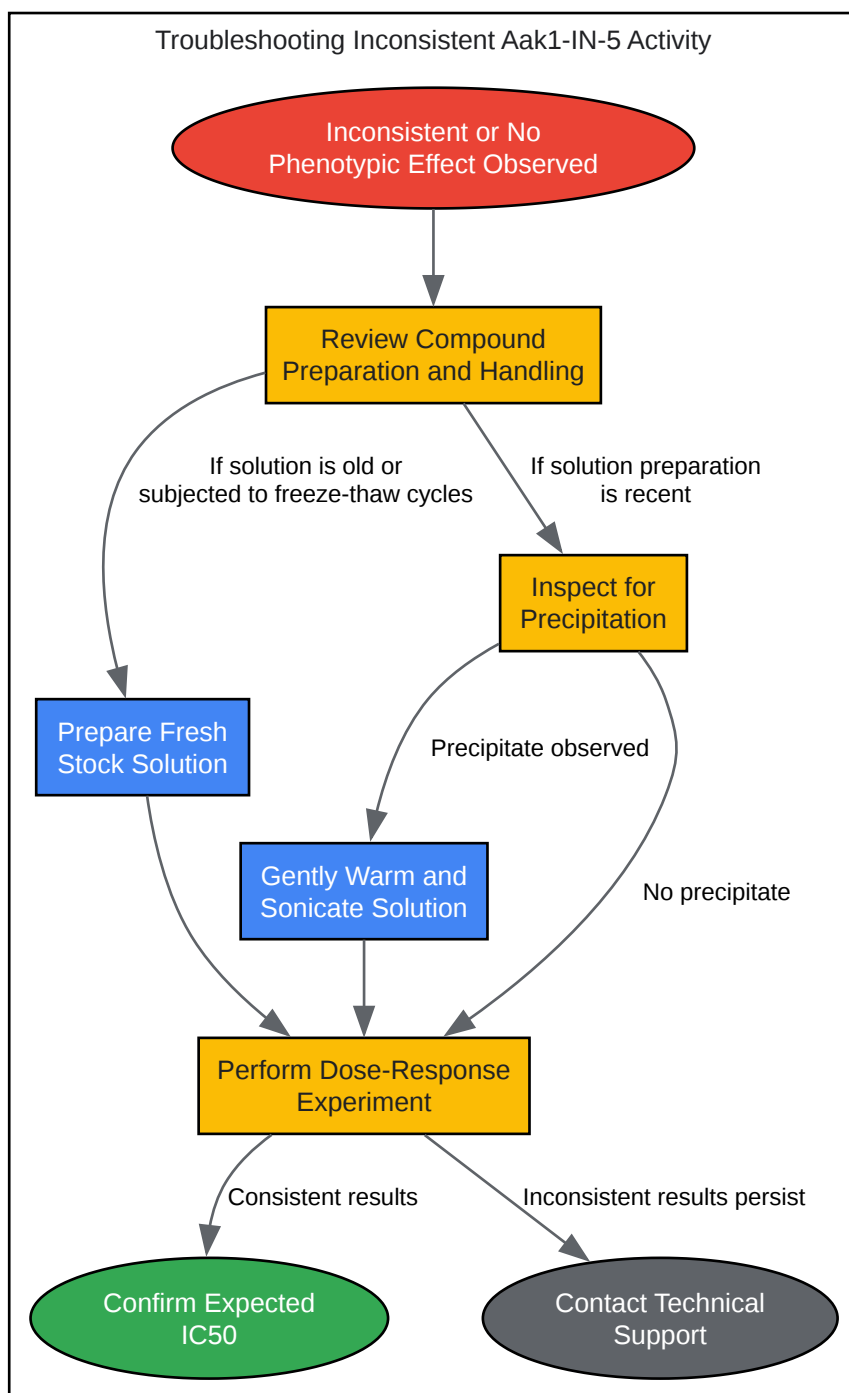 Troubleshooting Inconsistent Aak1-IN-5 Activity
Inconsistent or No
Phenotypic Effect Observed
Review Compound
Preparation and Handling
If solution is old or
subjected to freeze-thaw cycles
If solution preparation
is recent
Inspect for
Precipitation
Prepare Fresh
Stock Solution
Precipitate observed
Gently Warm and
Sonicate Solution
No precipitate
Perform Dose-Response
Experiment
Consistent results
Inconsistent results persist
Confirm Expected
IC50
Contact Technical
Support